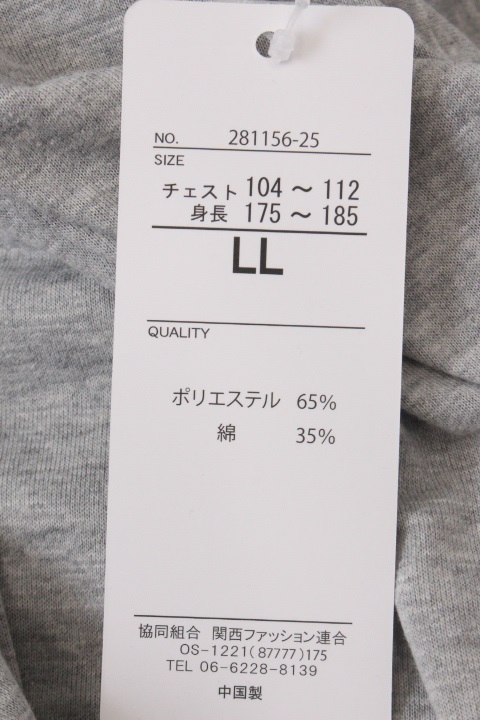 NO. 281156-25
SIZE
チェスト 104 ～ 112
身長 175 ～ 185
LL
QUALITY
ポリエステル 65%
綿 35%
協同組合 関西ファッション連合
OS-1221(87777)175
TEL 06-6228-8139
中国製